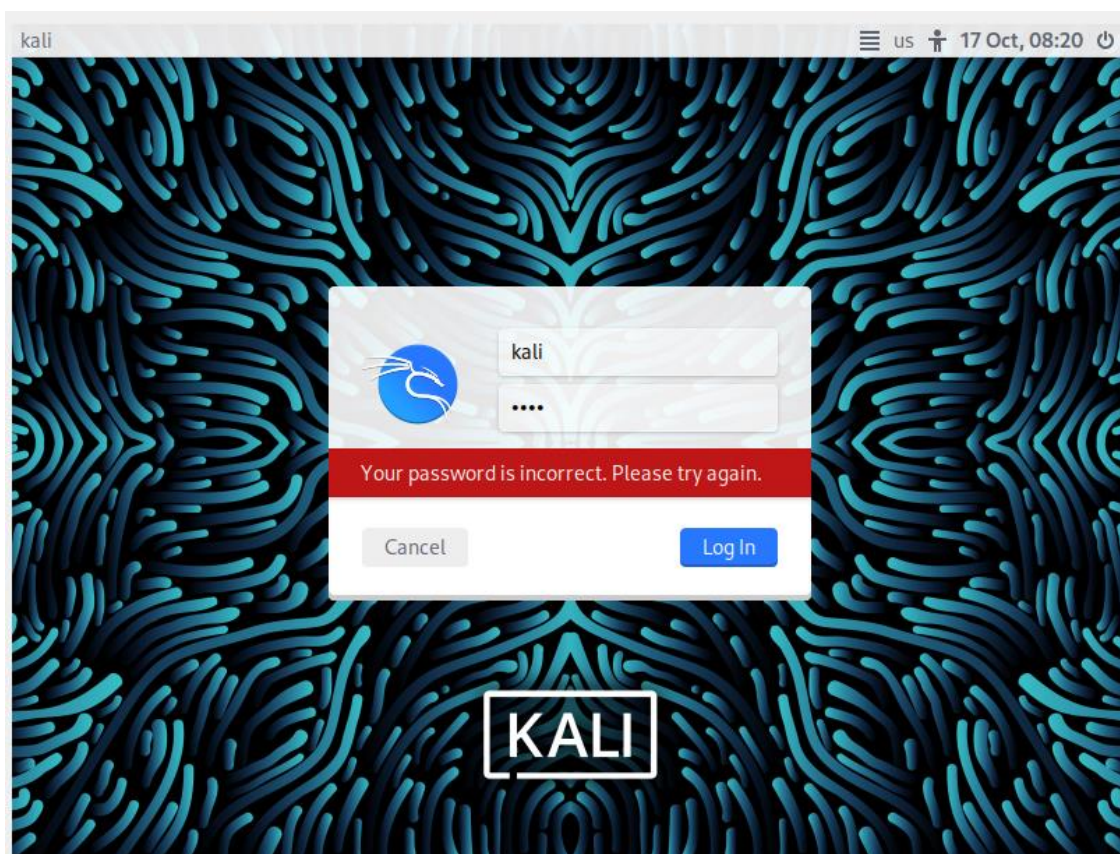 kali
us 17 Oct, 08:20
kali
••••
Your password is incorrect. Please try again.
Cancel
Log In
KALI